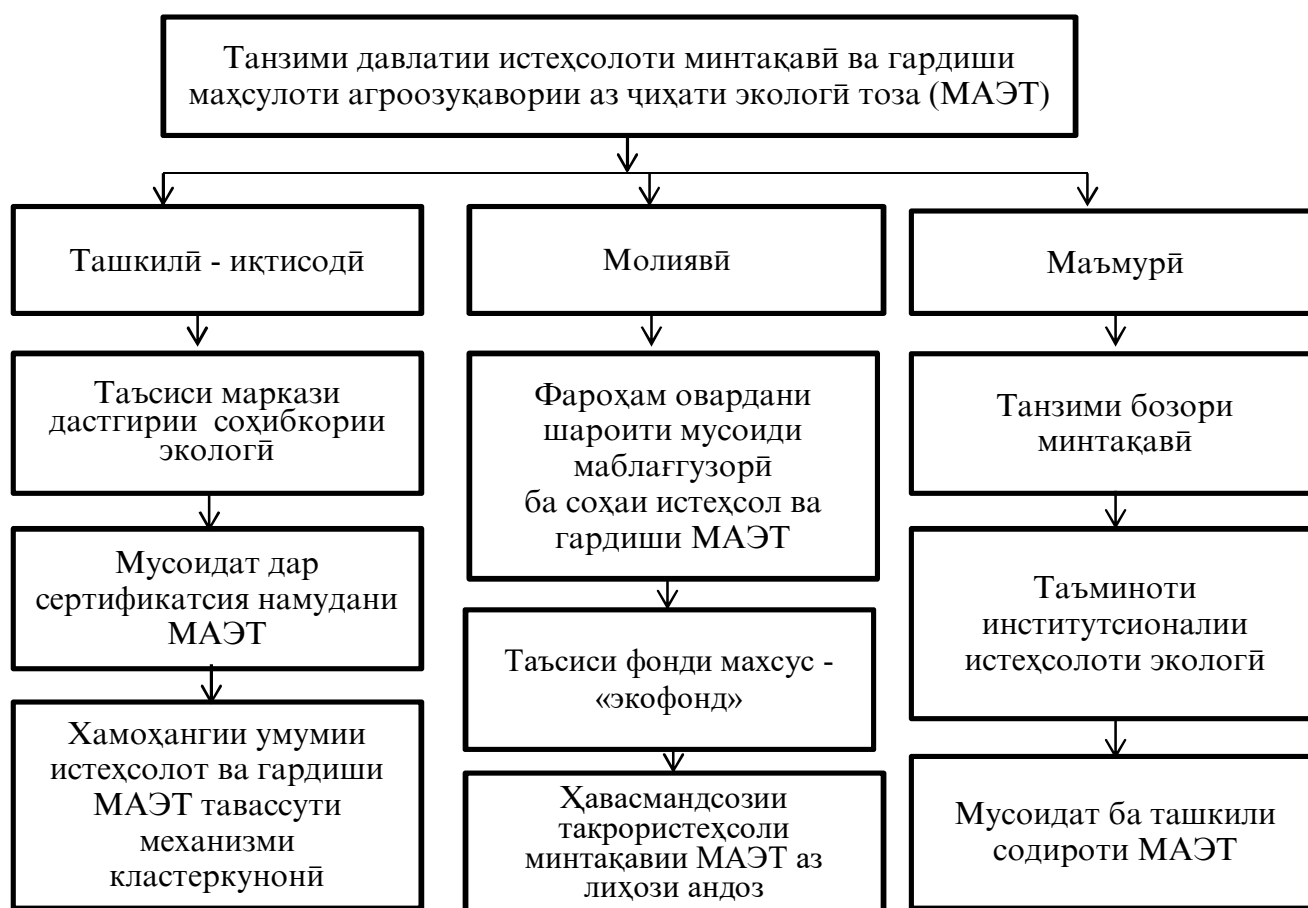 Танзими давлатии истеҳсолоти минтақавӣ ва гардиши
маҳсулоти агроозуқавории аз ҷиҳати экологӣ тоза (МАЭТ)
Ташкилӣ - иқтисодӣ
Таъсиси маркази
дастгирии соҳибкории
экологӣ
Мусоидат дар
сертификатсия намудани
МАЭТ
Хамоҳангии умумии
истеҳсолот ва гардиши
МАЭТ тавассути
механизми
кластеркунонӣ
Молиявӣ
Фароҳам овардани
шароити мусоиди
маблағгузорӣ
ба соҳаи истеҳсол ва
гардиши МАЭТ
Таъсиси фонди махсус -
«экофонд»
Ҳавасмандсозии
такрористеҳсоли
минтақавии МАЭТ аз
лиҳози андоз
Маъмурӣ
Танзими бозори
минтақавӣ
Таъминоти
институтсионалии
истеҳсолоти экологӣ
Мусоидат ба ташкили
содироти МАЭТ